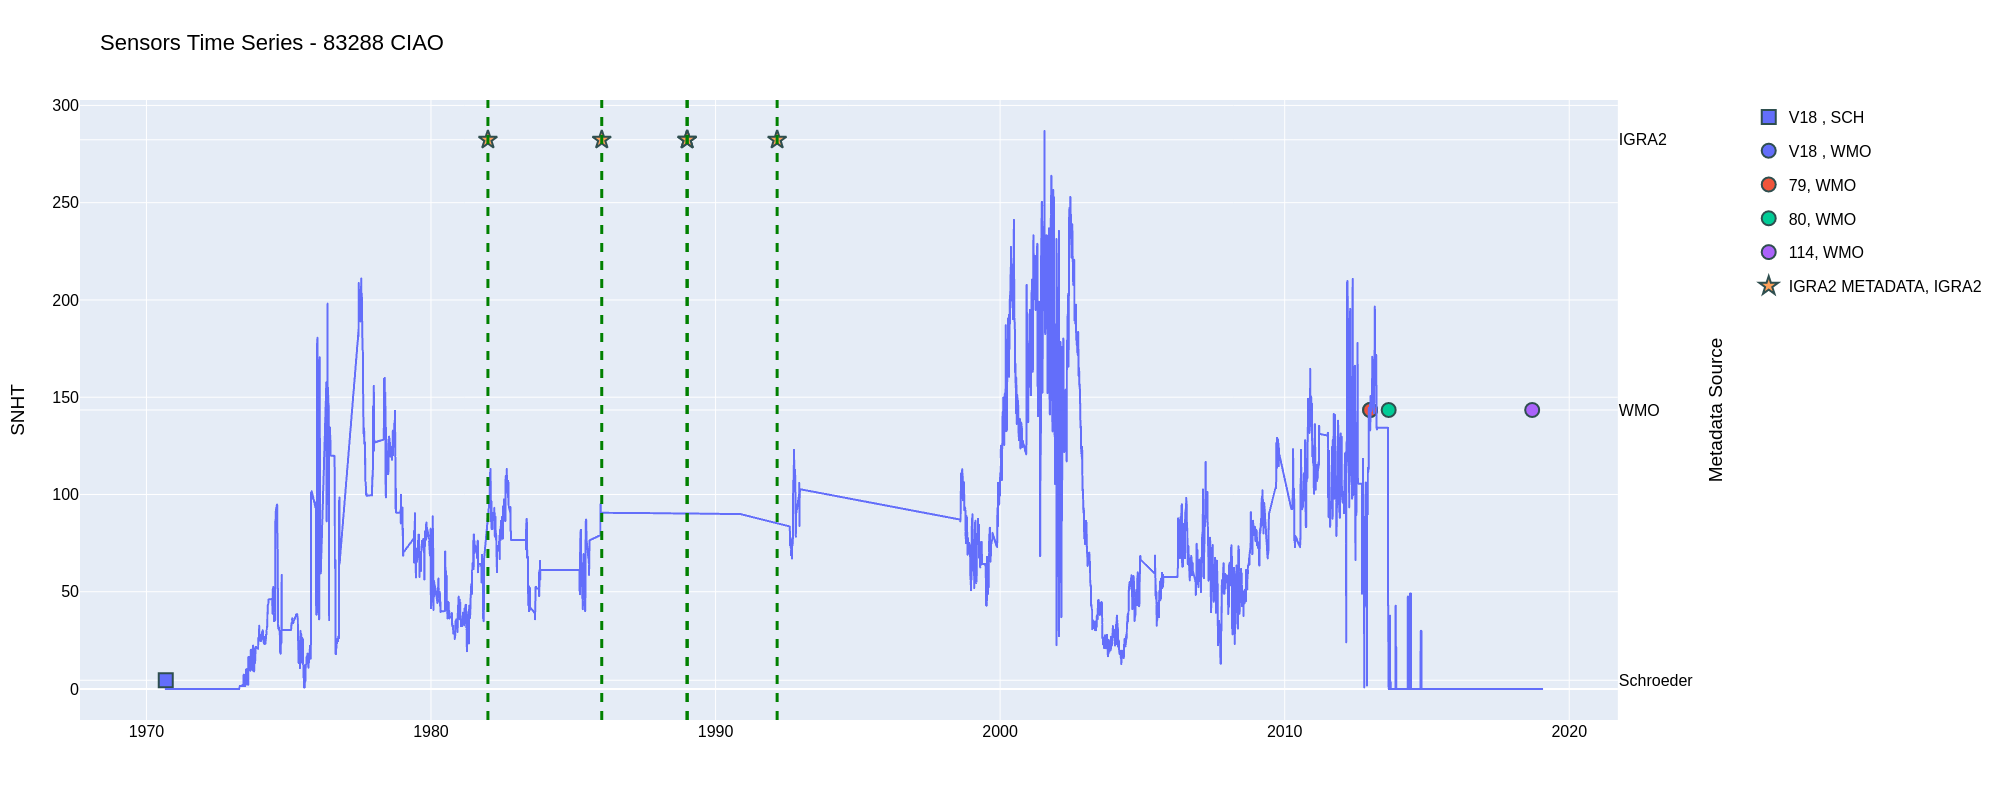 Sensors Time Series - 83288 CIAO
SNHT
300
250
200
150
100
50
0
1970
1980
1990
2000
2010
2020
IGRA2
WMO
Schroeder
Metadata Source
V18 , SCH
V18 , WMO
79, WMO
80, WMO
114, WMO
IGRA2 METADATA, IGRA2